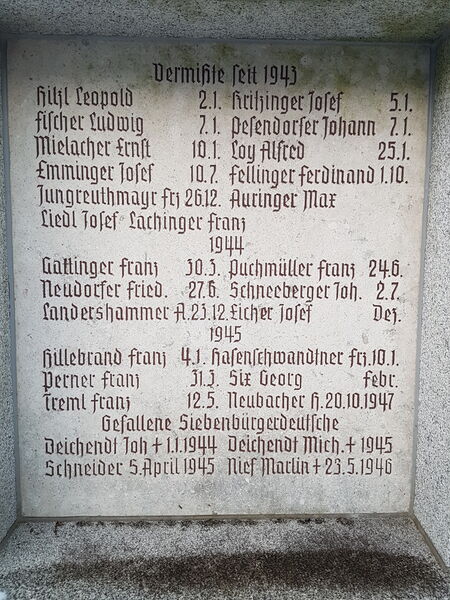 Vermißte seit 1943
Hitzl Leopold 2.1. Kritzinger Josef 5.1.
Fischer Ludwig 7.1. Pesendorfer Johann 7.1.
Mielacher Ernst 10.1. Loy Alfred 25.1.
Emminger Josef 10.7. Fellinger Ferdinand 1.10.
Jungreuthmayr Frz 26.12. Auringer Max
Liedl Josef Lachinger Franz
1944
Gattinger Franz 30.3. Puchmüller Franz 24.6.
Neudorfer Fried. 27.6. Schneeberger Joh. 2.7.
Landershammer A. 23.12. Eicher Josef Dez.
1945
Hillebrand Franz 4.1. Hasenschwandtner Frz. 10.1.
Perner Franz 31.3. Six Georg Febr.
Treml Franz 12.5. Neubacher H. 20.10.1947
Gefallene Siebenbürgerdeutsche
Deichendt Joh + 1.1.1944 Deichendt Mich. + 1945
Schneider S. April 1945 Nief Martin + 23.5.1946